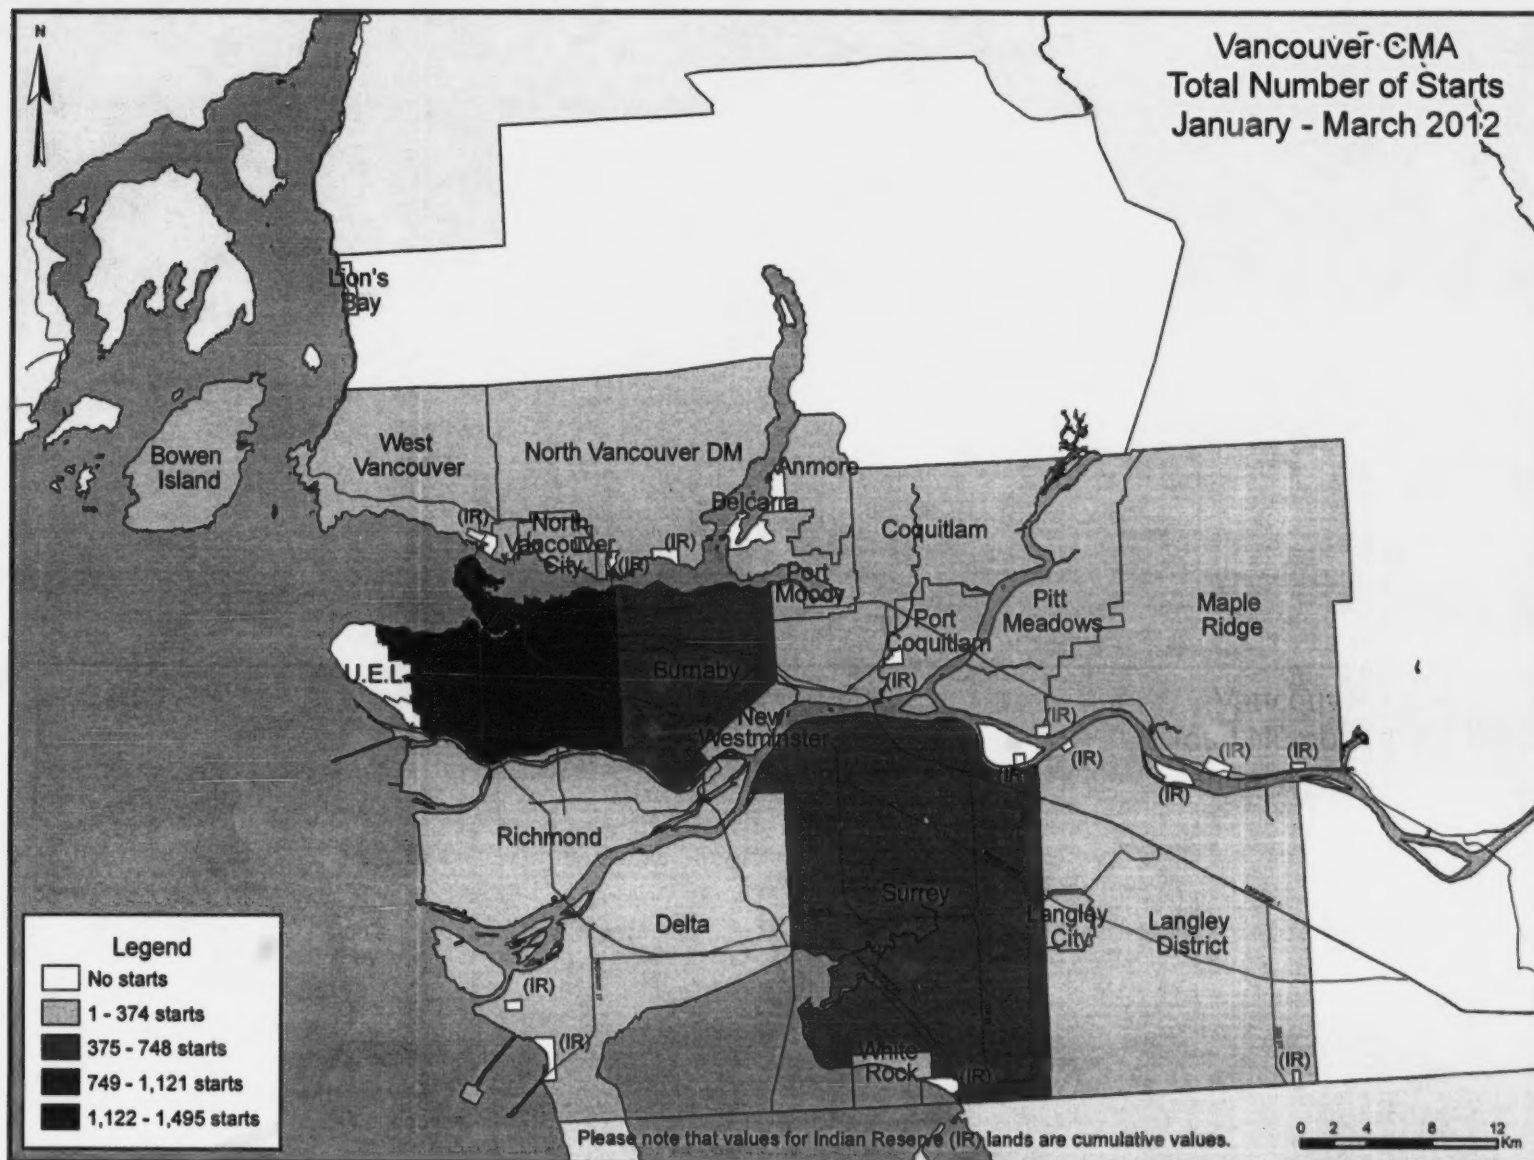 N
Vancouver CMA
Total Number of Starts
January - March 2012
Lion's
Bay
Bowen
Island
West
Vancouver
North Vancouver DM
Anmore
Belcarra
(IR)
North
Vancouver
City
(IR)
(IR)
Coquitlam
Port
Moody
Port
Coquitlam
Pitt
Meadows
Maple
Ridge
U.E.L.
Burnaby
(IR)
New
Westminster
(IR)
(IR)
(IR)
(IR)
(IR)
(IR)
Richmond
Surrey
Delta
Langley
City
Langley
District
(IR)
(IR)
White
Rock
(IR)
(IR)
Legend
No starts
1 - 374 starts
375 - 748 starts
749 - 1,121 starts
1,122 - 1,495 starts
Please note that values for Indian Reserve (IR) lands are cumulative values.
0 2 4 8 12
Km